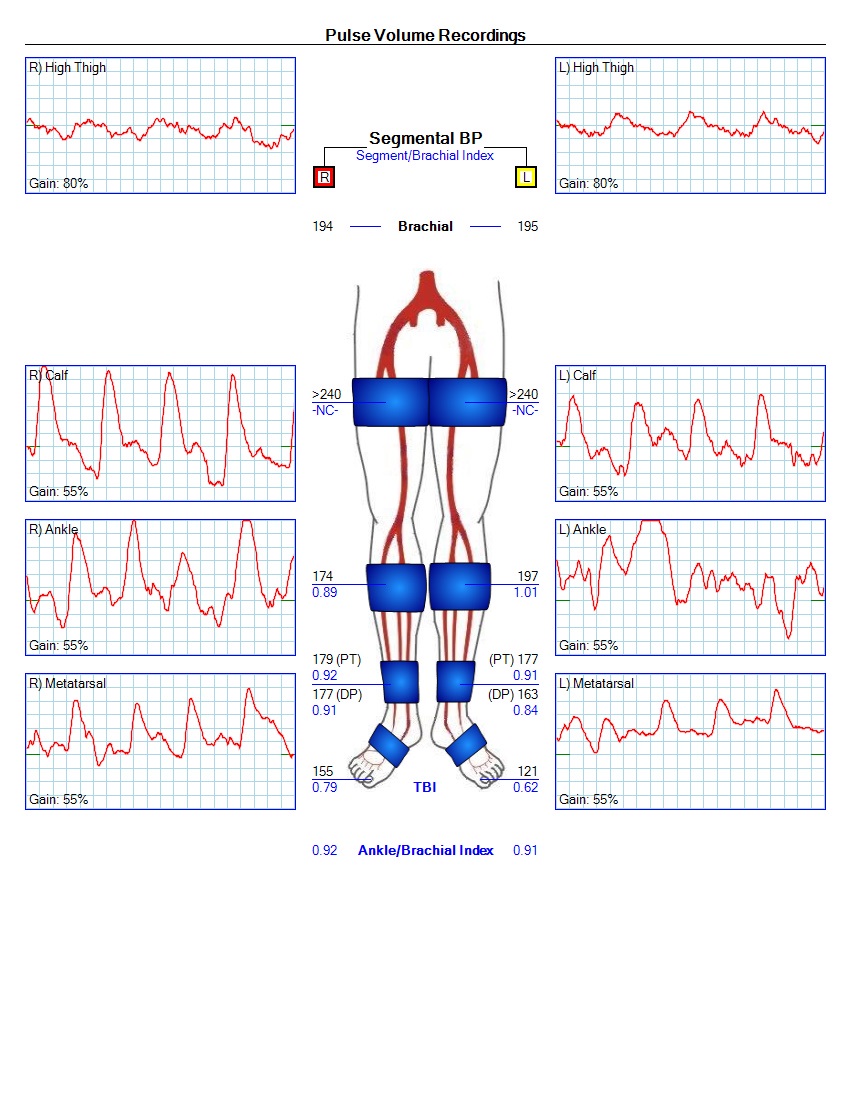 Pulse Volume Recordings
R) High Thigh
L) High Thigh
Segmental BP
Segment/Brachial Index
R
L
Gain: 80%
Gain: 80%
194 Brachial 195
R) Calf
L) Calf
>240
-NC-
>240
-NC-
Gain: 55%
Gain: 55%
R) Ankle
L) Ankle
174
0.89
197
1.01
Gain: 55%
Gain: 55%
179 (PT)
0.92
177 (DP)
0.91
(PT) 177
0.91
(DP) 163
0.84
R) Metatarsal
L) Metatarsal
155
0.79
TBI
121
0.62
Gain: 55%
Gain: 55%
0.92 Ankle/Brachial Index 0.91